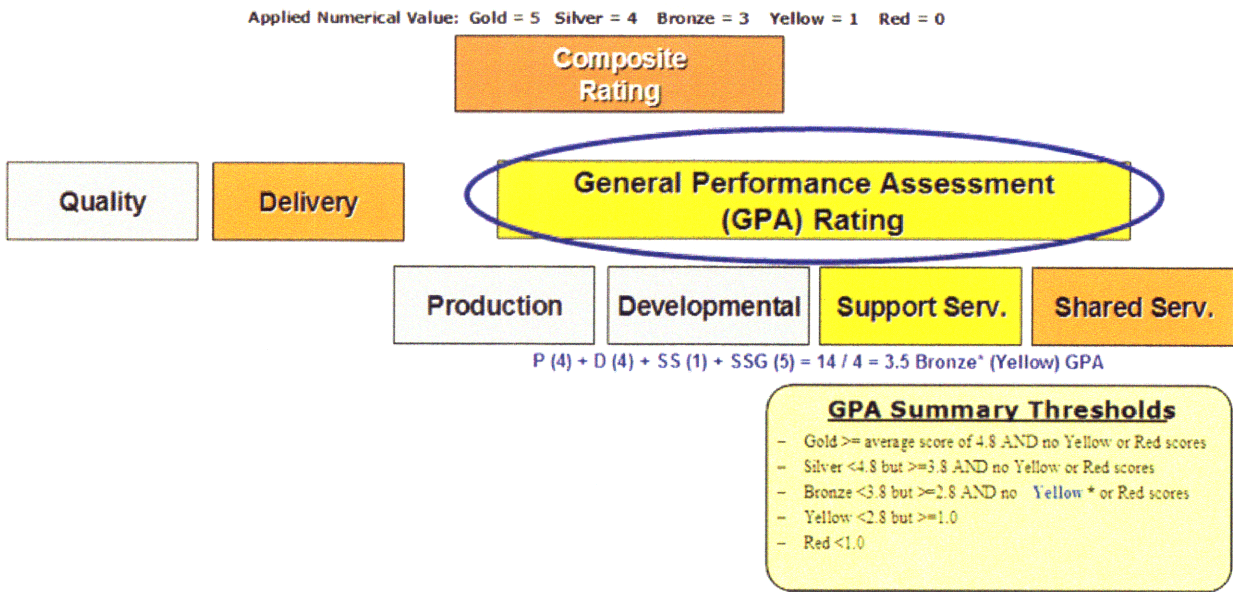 Applied Numerical Value: Gold = 5 Silver = 4 Bronze = 3 Yellow = 1 Red = 0
Composite
Rating
Quality
Delivery
General Performance Assessment
(GPA) Rating
Production
Developmental
Support Serv.
Shared Serv.
P (4) + D (4) + SS (1) + SSG (5) = 14 / 4 = 3.5 Bronze* (Yellow) GPA
GPA Summary Thresholds
– Gold >= average score of 4.8 AND no Yellow or Red scores
– Silver <4.8 but >=3.8 AND no Yellow or Red scores
– Bronze <3.8 but >=2.8 AND no Yellow * or Red scores
– Yellow <2.8 but >=1.0
– Red <1.0